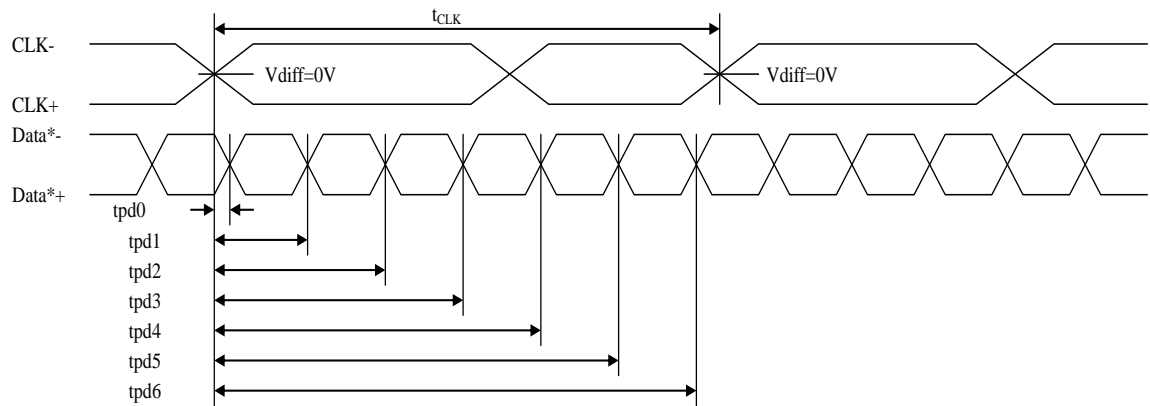 tCLK
CLK-
Vdiff=0V Vdiff=0V
CLK+
Data*-
Data*+
tpd0
tpd1
tpd2
tpd3
tpd4
tpd5
tpd6